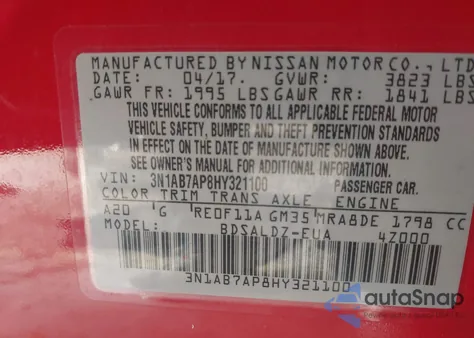 MANUFACTURED BY NISSAN MOTOR CO., LTD
DATE: 04/17. GVWR: 3823 LBS
GAWR FR: 1995 LBS GAWR RR: 1841 LBS
THIS VEHICLE CONFORMS TO ALL APPLICABLE FEDERAL MOTOR
VEHICLE SAFETY, BUMPER AND THEFT PREVENTION STANDARDS
IN EFFECT ON THE DATE OF MANUFACTURE SHOWN ABOVE.
SEE OWNER'S MANUAL FOR ADDITIONAL INFORMATION.
VIN: 3N1AB7AP8HY321100 PASSENGER CAR.
COLOR TRIM TRANS AXLE ENGINE
A20 G RE0F11A GM35 MRA8DE 1798 CC
MODEL: BDSALDZ-EUA 4Z000
3N1AB7AP8HY321100
autoSnap